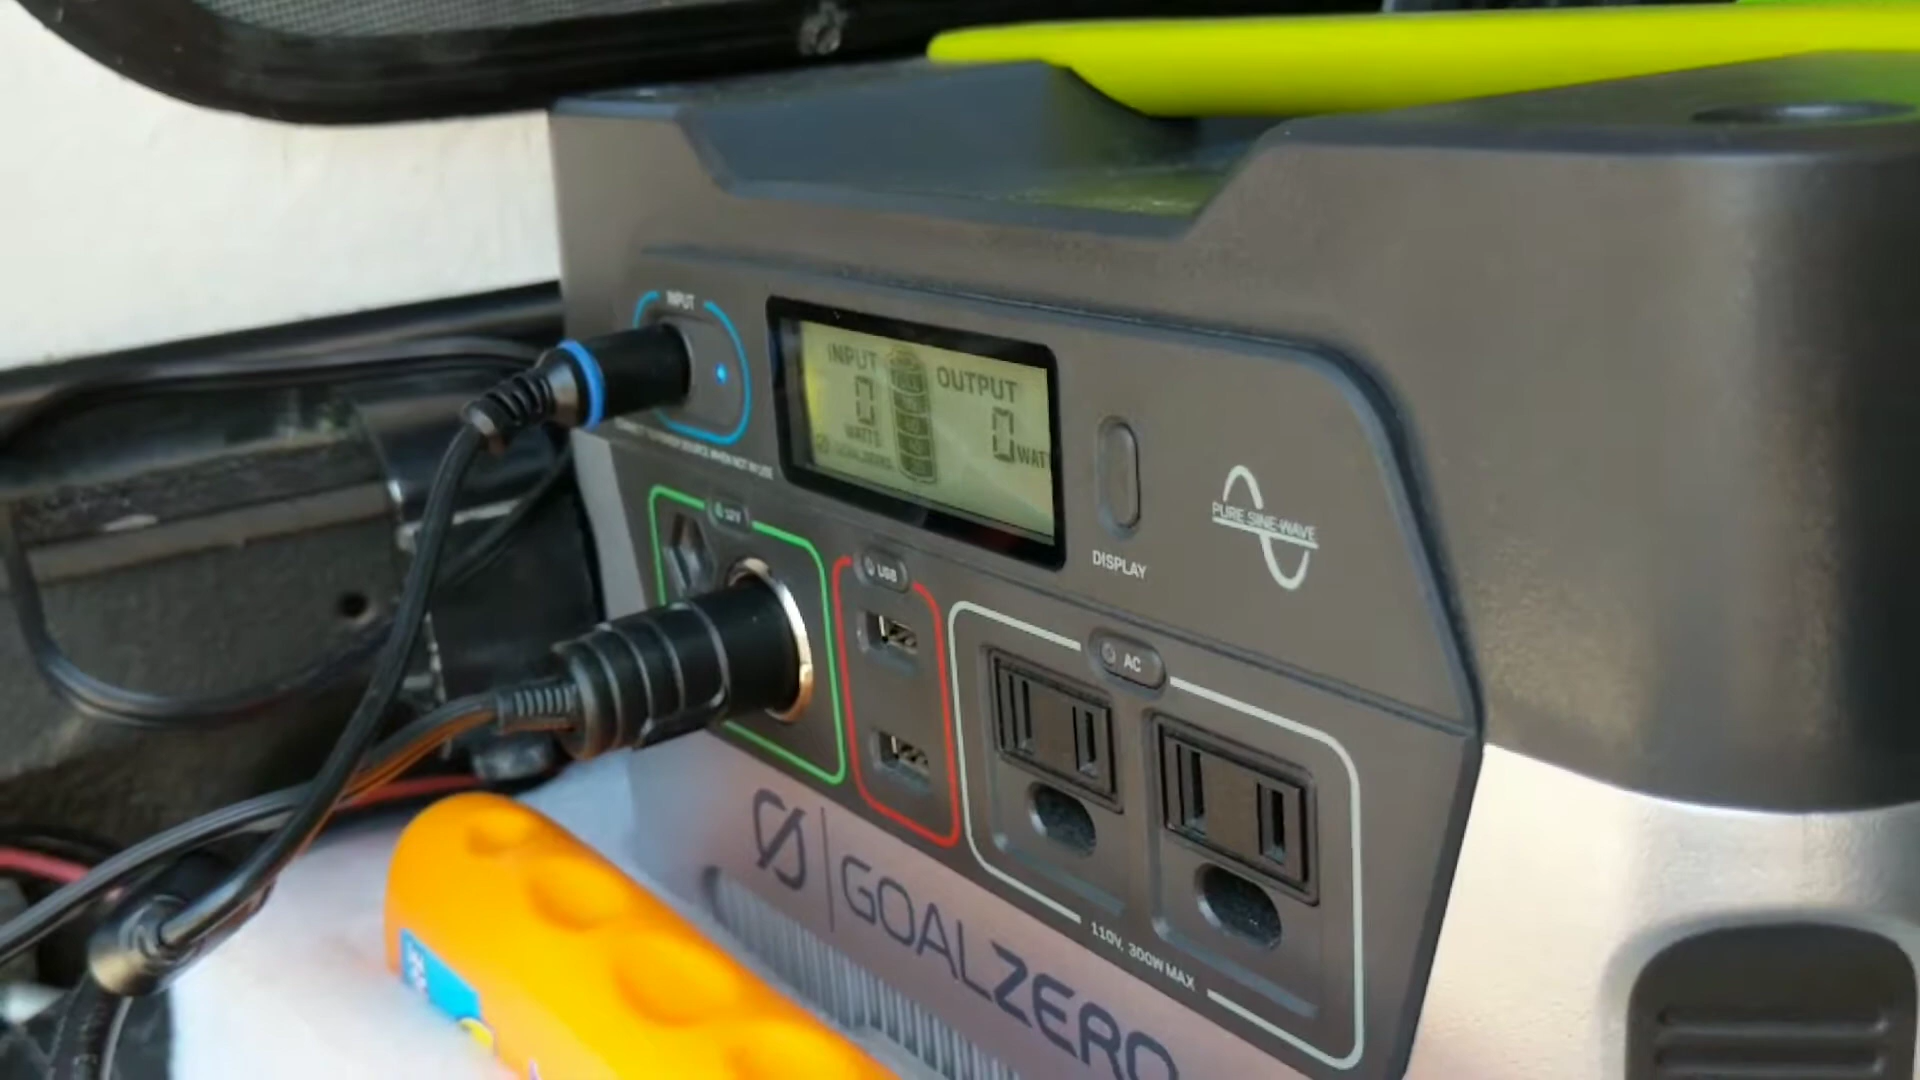 INPUT
INPUT
0
WATTS
OUTPUT
0
WAT
DISPLAY
PURE SINE-WAVE
12V
USB
AC
110V, 300W MAX
GOALZERO